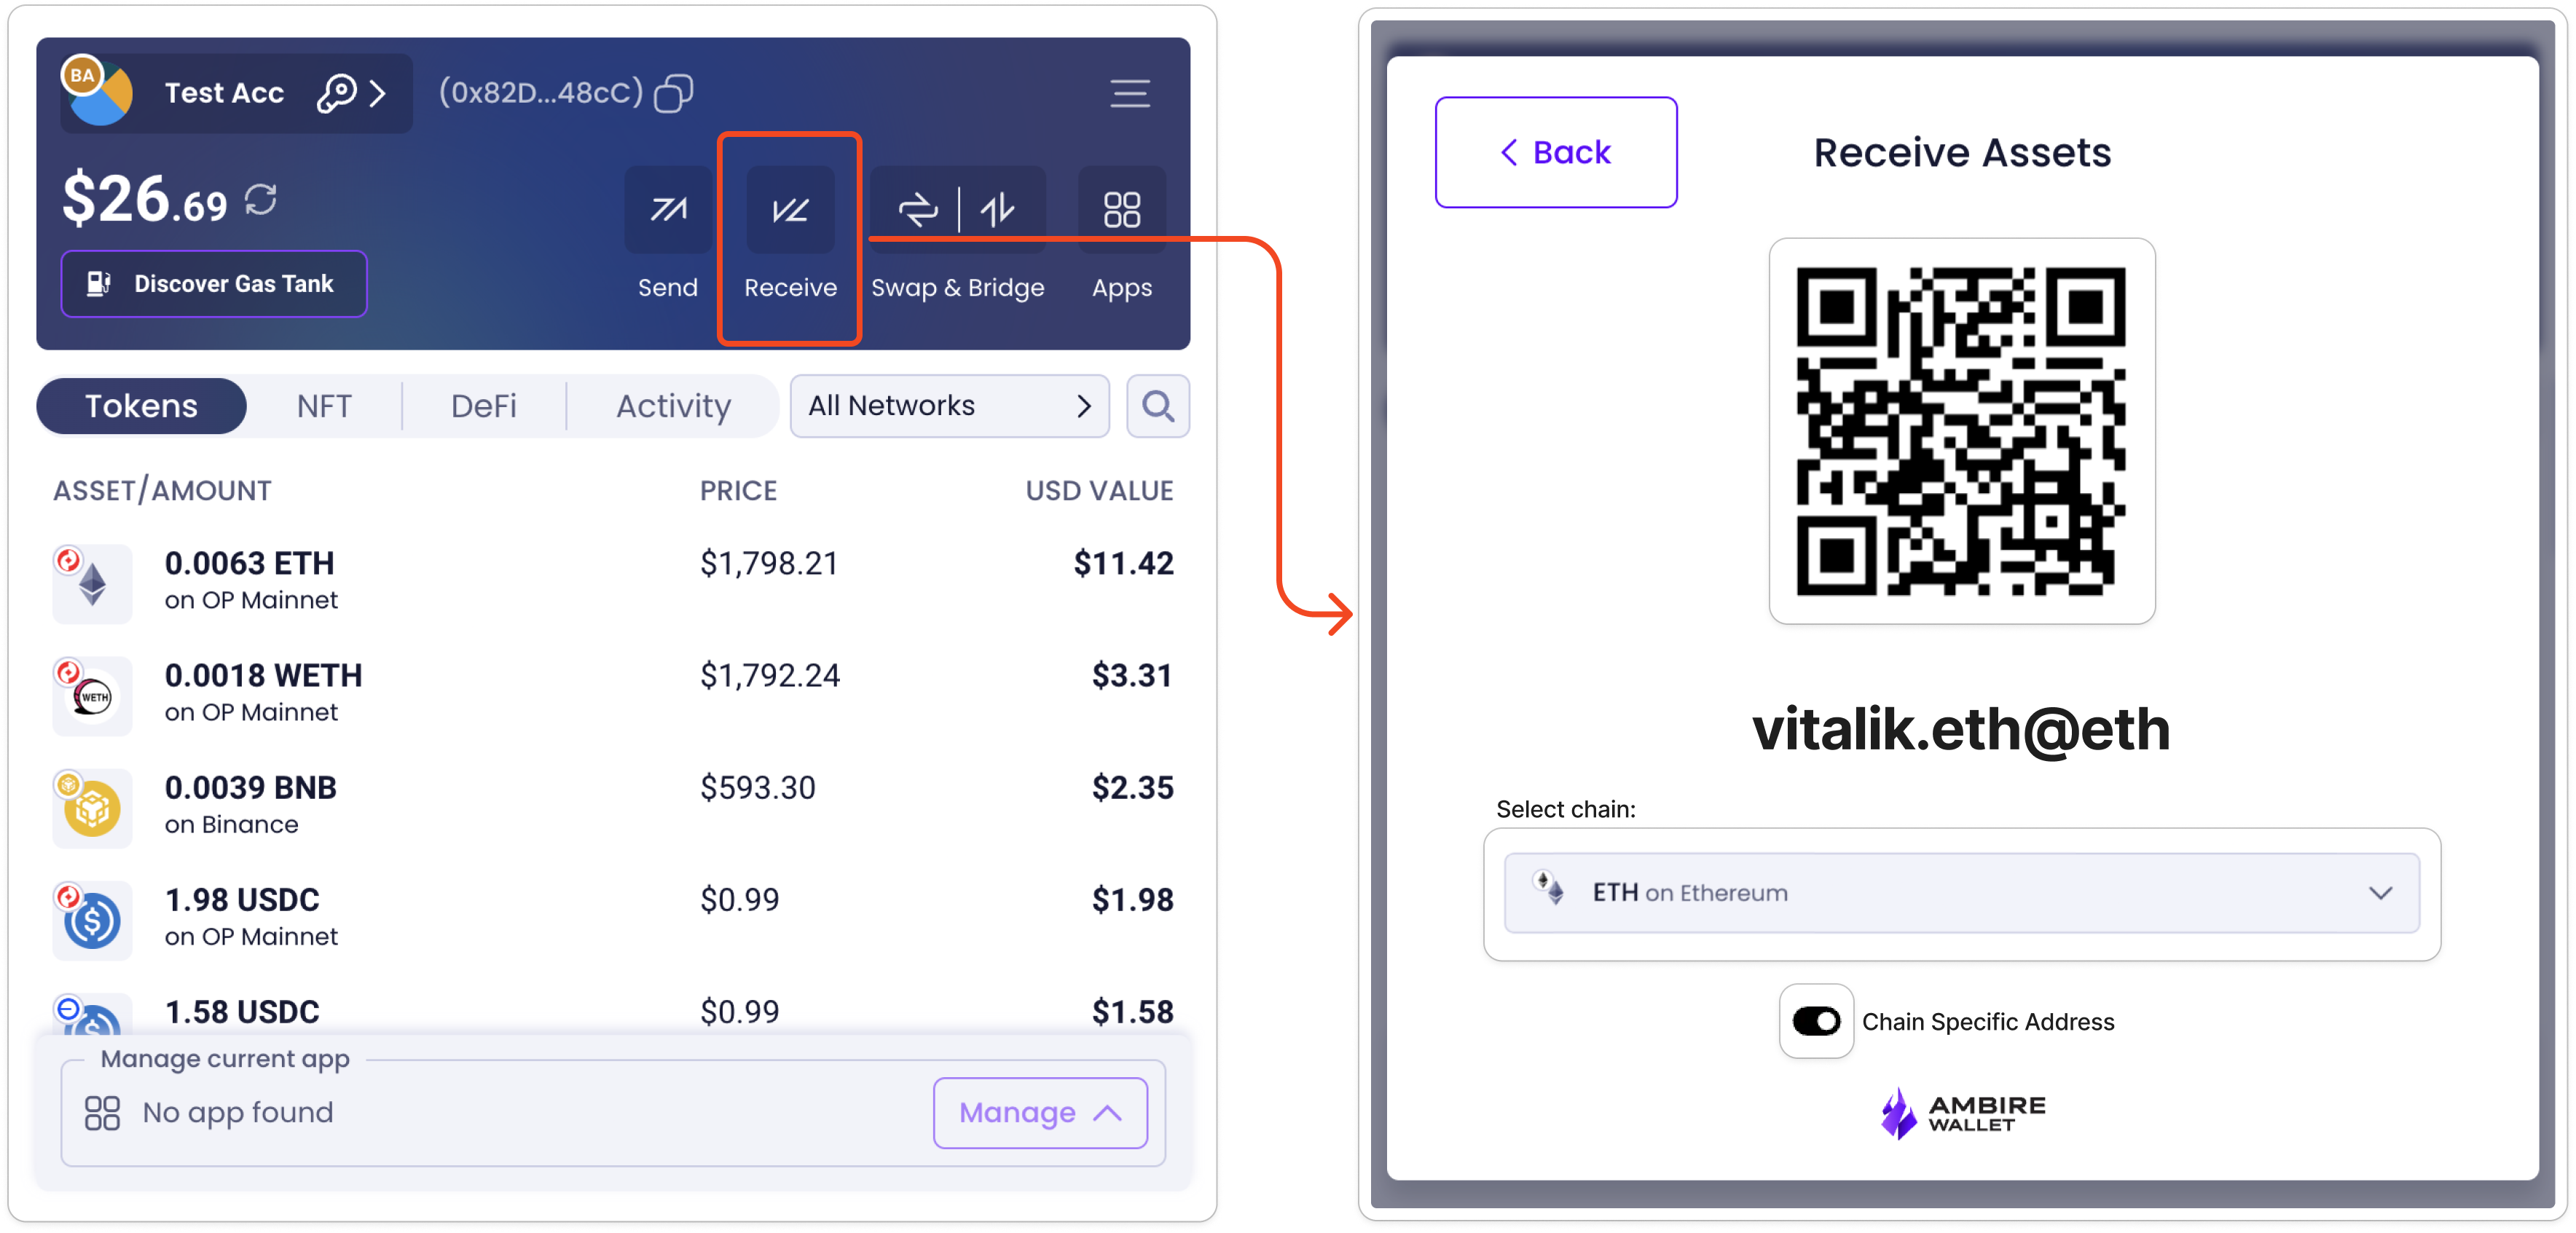 BA
Test Acc
(0x82D...48cC)
$26.69
Discover Gas Tank
Send
Receive
Swap & Bridge
Apps
Tokens
NFT
DeFi
Activity
All Networks
ASSET/AMOUNT PRICE USD VALUE
0.0063 ETH $1,798.21 $11.42
on OP Mainnet
WETH
0.0018 WETH $1,792.24 $3.31
on OP Mainnet
0.0039 BNB $593.30 $2.35
on Binance
1.98 USDC $0.99 $1.98
on OP Mainnet
1.58 USDC $0.99 $1.58
Manage current app
No app found
Manage
Back
Receive Assets
vitalik.eth@eth
Select chain:
ETH on Ethereum
Chain Specific Address
AMBIRE
WALLET